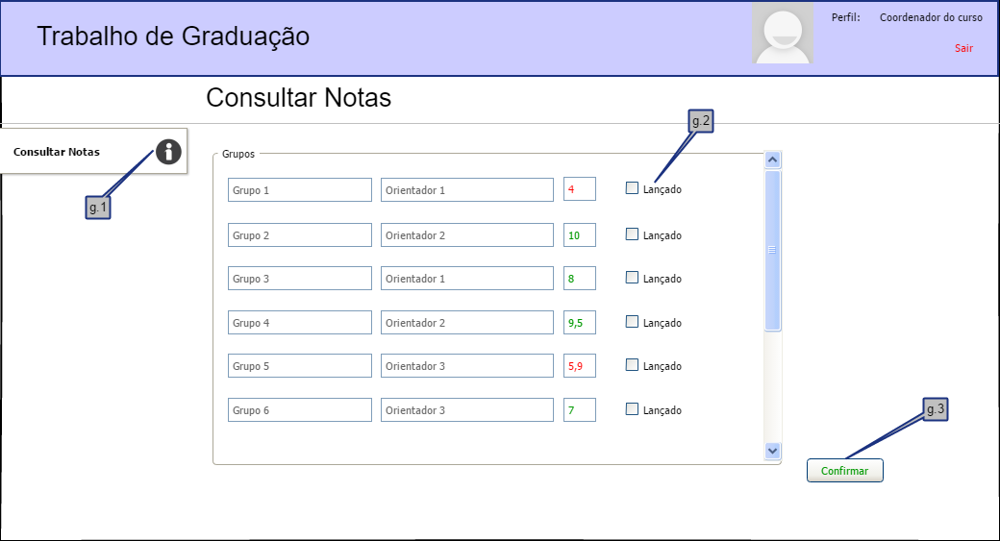 Trabalho de Graduação
Perfil: Coordenador do curso
Sair
Consultar Notas
g.2
Consultar Notas
g.1
Grupos
Grupo 1 Orientador 1 4 Lançado
Grupo 2 Orientador 2 10 Lançado
Grupo 3 Orientador 1 8 Lançado
Grupo 4 Orientador 2 9,5 Lançado
Grupo 5 Orientador 3 5,9 Lançado
Grupo 6 Orientador 3 7 Lançado
g.3
Confirmar